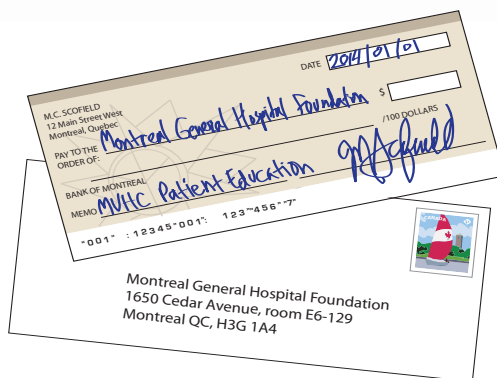 DATE 2014/01/01
M.C. SCOFIELD
12 Main Street West
Montreal, Quebec
PAY TO THE
ORDER OF: Montreal General Hospital Foundation $
/100 DOLLARS
BANK OF MONTREAL
MEMO MUHC Patient Education
"001" :12345"001": 123"456"7"
CANADA
P
Montreal General Hospital Foundation
1650 Cedar Avenue, room E6-129
Montreal QC, H3G 1A4